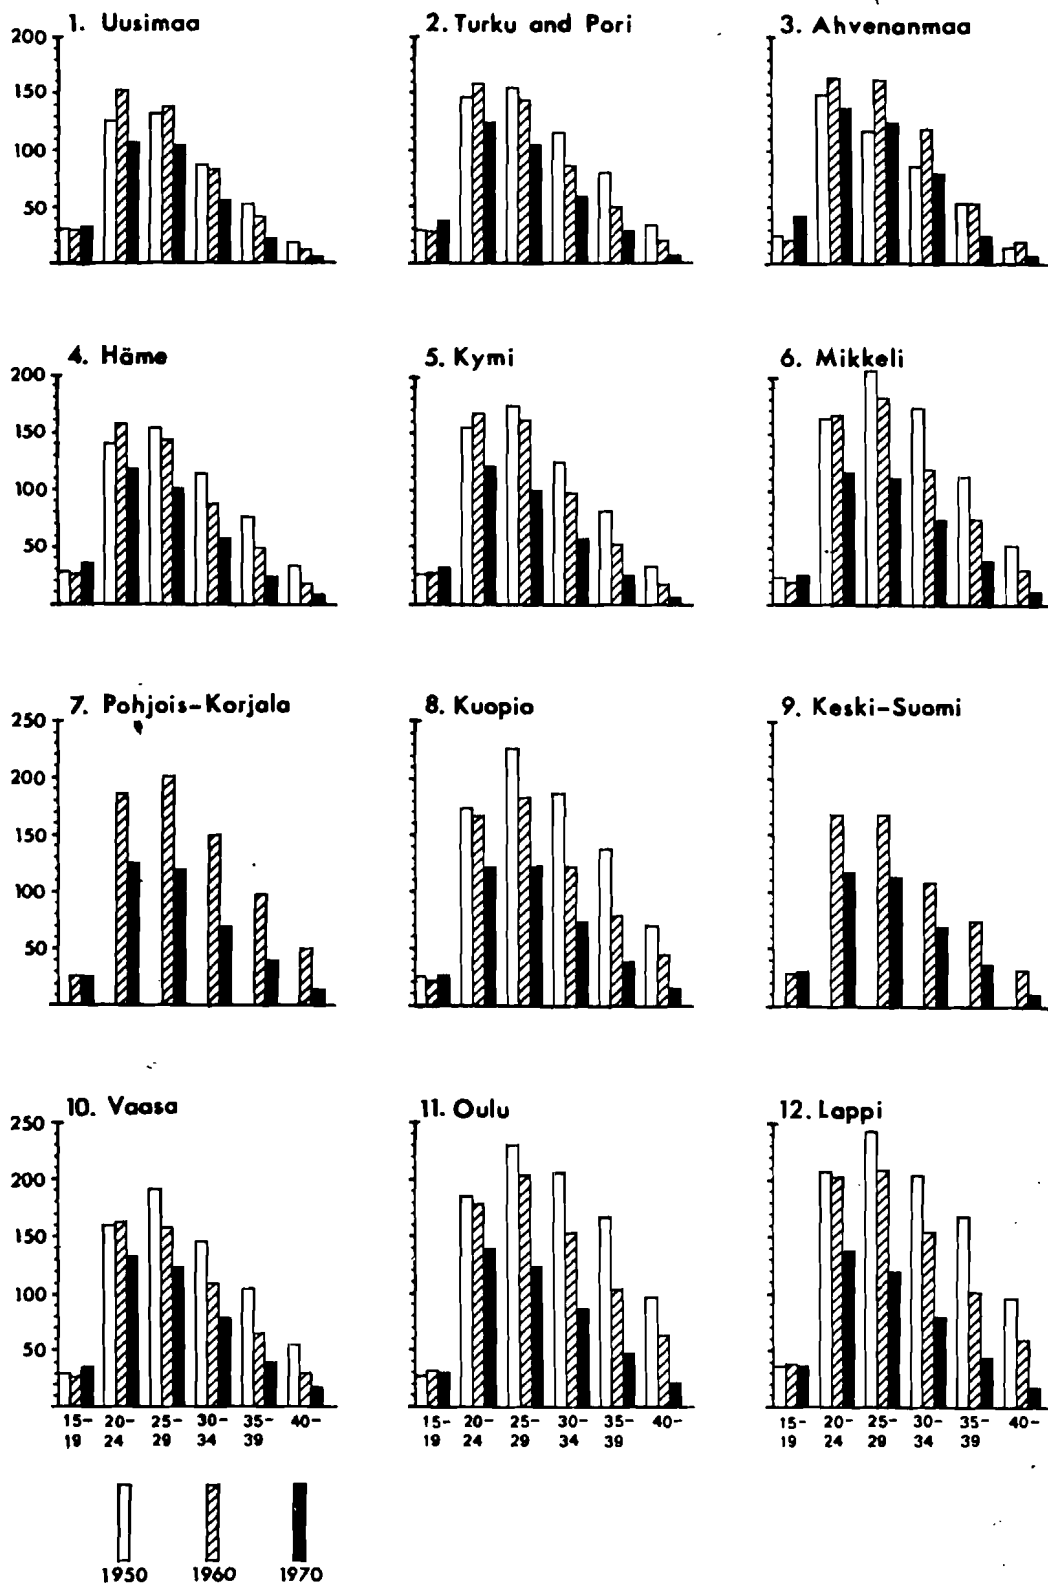 1. Uusimaa
2. Turku and Pori
3. Ahvenanmaa
200
150
100
50
4. Häme
5. Kymi
6. Mikkeli
200
150
100
50
7. Pohjois-Korjala
8. Kuopio
9. Keski-Suomi
250
200
150
100
50
10. Vaasa
11. Oulu
12. Lappi
250
200
150
100
50
15- 20- 25- 30- 35- 40- 15- 20- 25- 30- 35- 40- 15- 20- 25- 30- 35- 40-
19 24 29 34 39 19 24 29 34 39 19 24 29 34 39
1950 1960 1970